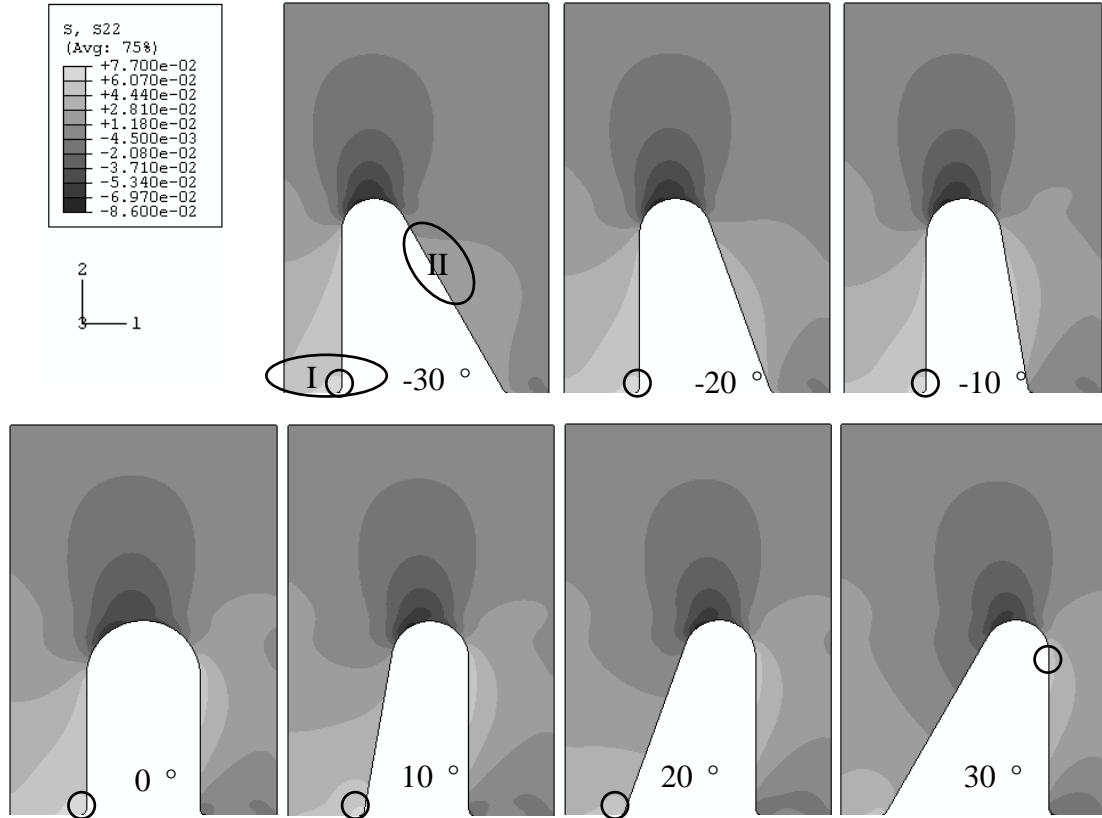 S, S22
(Avg: 75%)
+7.700e-02
+6.070e-02
+4.440e-02
+2.810e-02
+1.180e-02
-4.500e-03
-2.080e-02
-3.710e-02
-5.340e-02
-6.970e-02
-8.600e-02
2
3 1
II
I -30 °
-20 °
-10 °
0 °
10 °
20 °
30 °